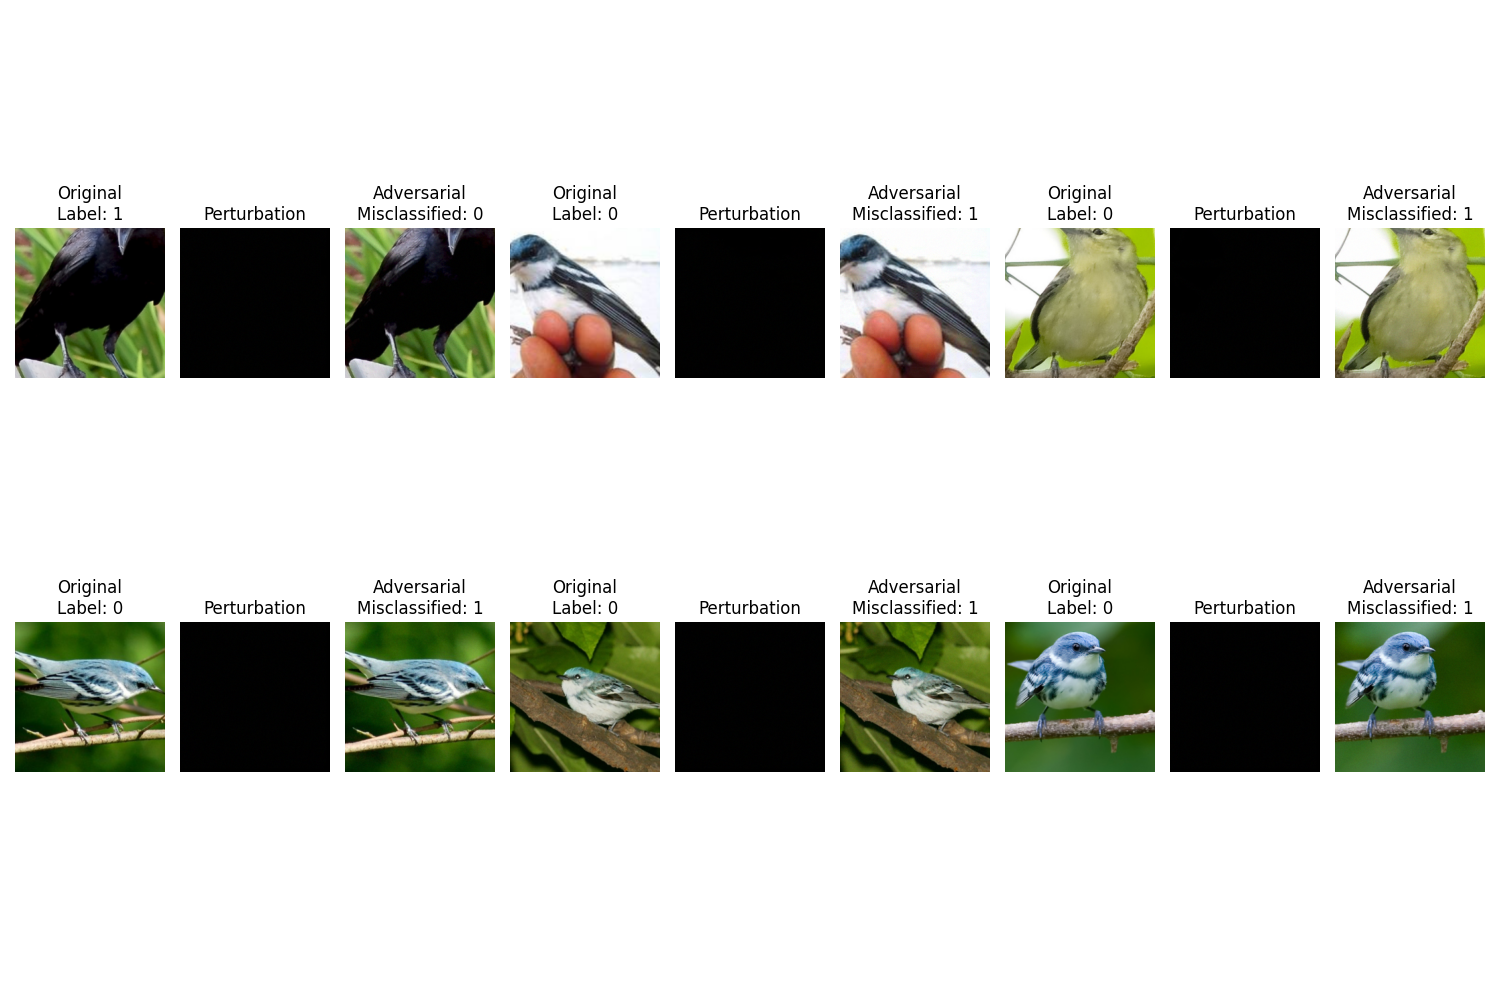 Original
Label: 1
Perturbation
Adversarial
Misclassified: 0
Original
Label: 0
Perturbation
Adversarial
Misclassified: 1
Original
Label: 0
Perturbation
Adversarial
Misclassified: 1
Original
Label: 0
Perturbation
Adversarial
Misclassified: 1
Original
Label: 0
Perturbation
Adversarial
Misclassified: 1
Original
Label: 0
Perturbation
Adversarial
Misclassified: 1